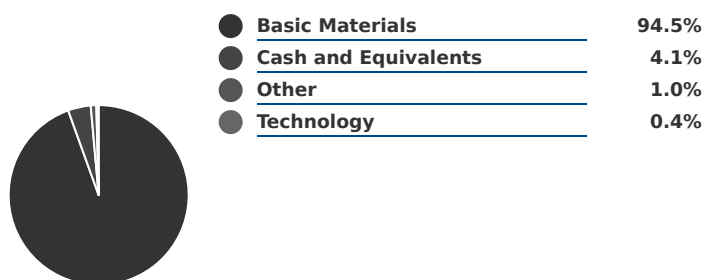 Basic Materials 94.5%
Cash and Equivalents 4.1%
Other 1.0%
Technology 0.4%